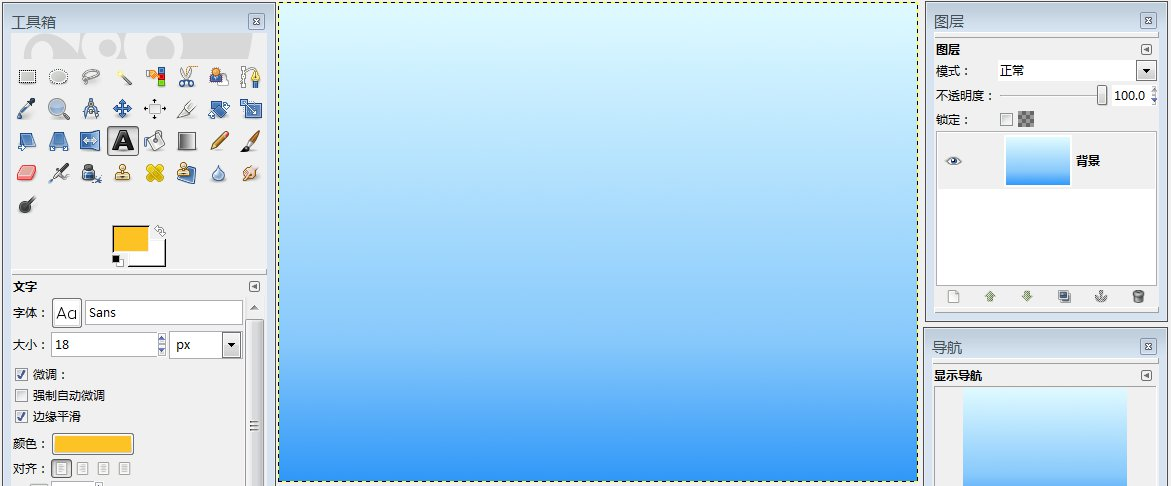 工具箱
文字
字体：
Aa
Sans
大小：
18
px
微调：
强制自动微调
边缘平滑
颜色：
对齐：
图层
图层
模式：
正常
不透明度：
100.0
锁定：
背景
导航
显示导航